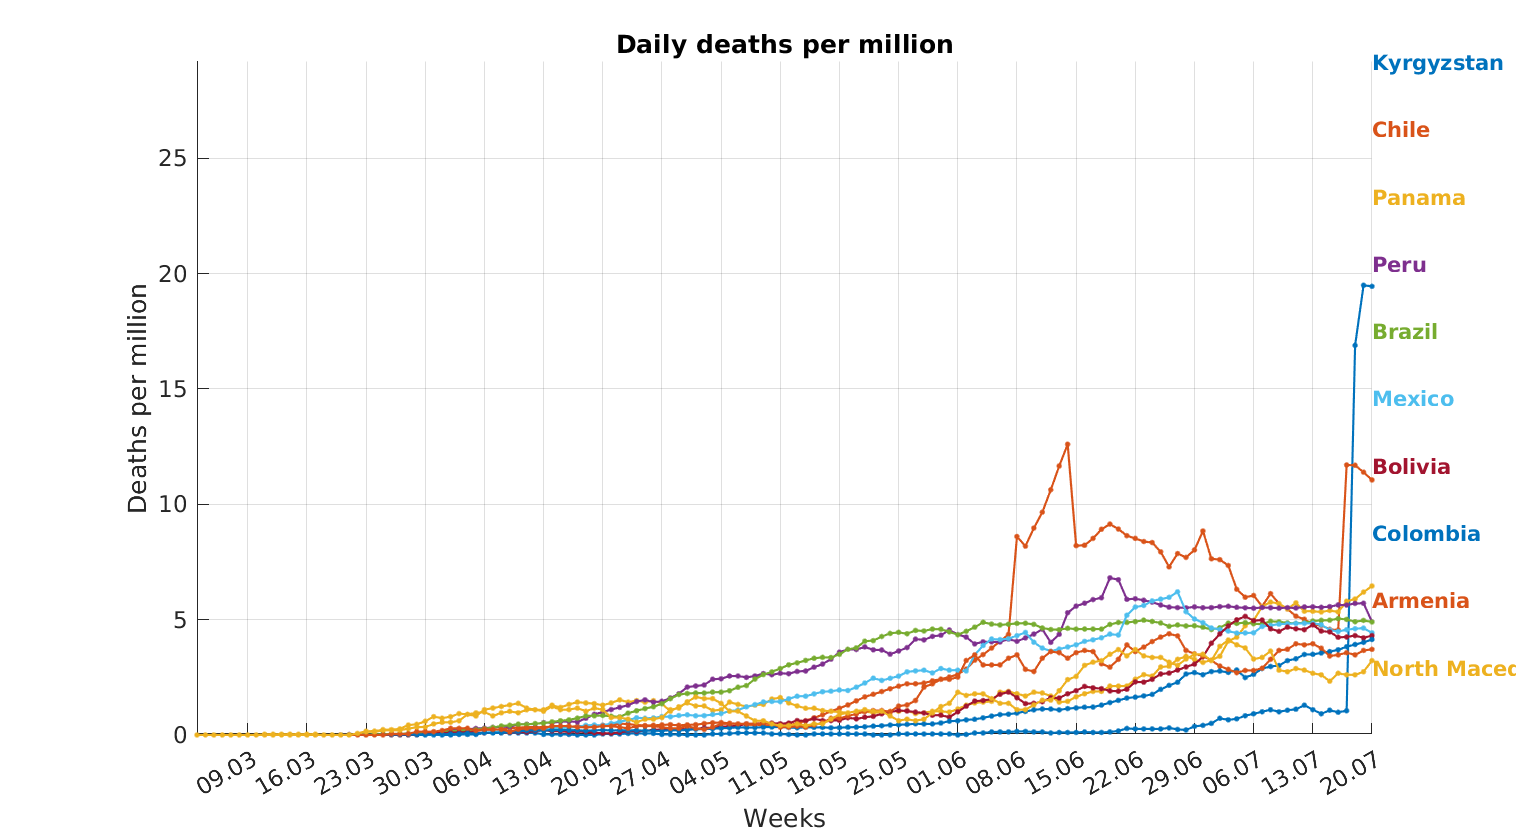 Daily deaths per million
Kyrgyzstan
Chile
Panama
Peru
Brazil
Mexico
Bolivia
Colombia
Armenia
North Maced
Deaths per million
25
20
15
10
5
0
09.03 16.03 23.03 30.03 06.04 13.04 20.04 27.04 04.05 11.05 18.05 25.05 01.06 08.06 15.06 22.06 29.06 06.07 13.07 20.07
Weeks